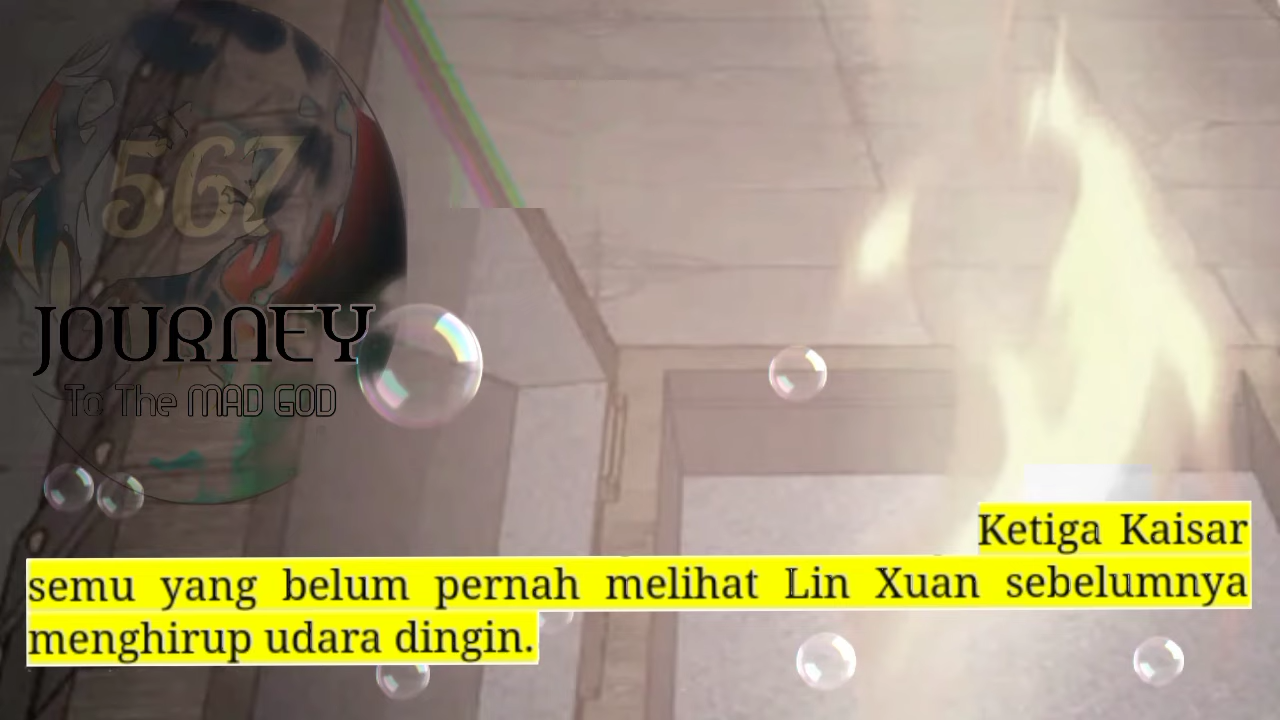 567
JOURNEY
To The MAD GOD
Ketiga Kaisar
semu yang belum pernah melihat Lin Xuan sebelumnya
menghirup udara dingin.